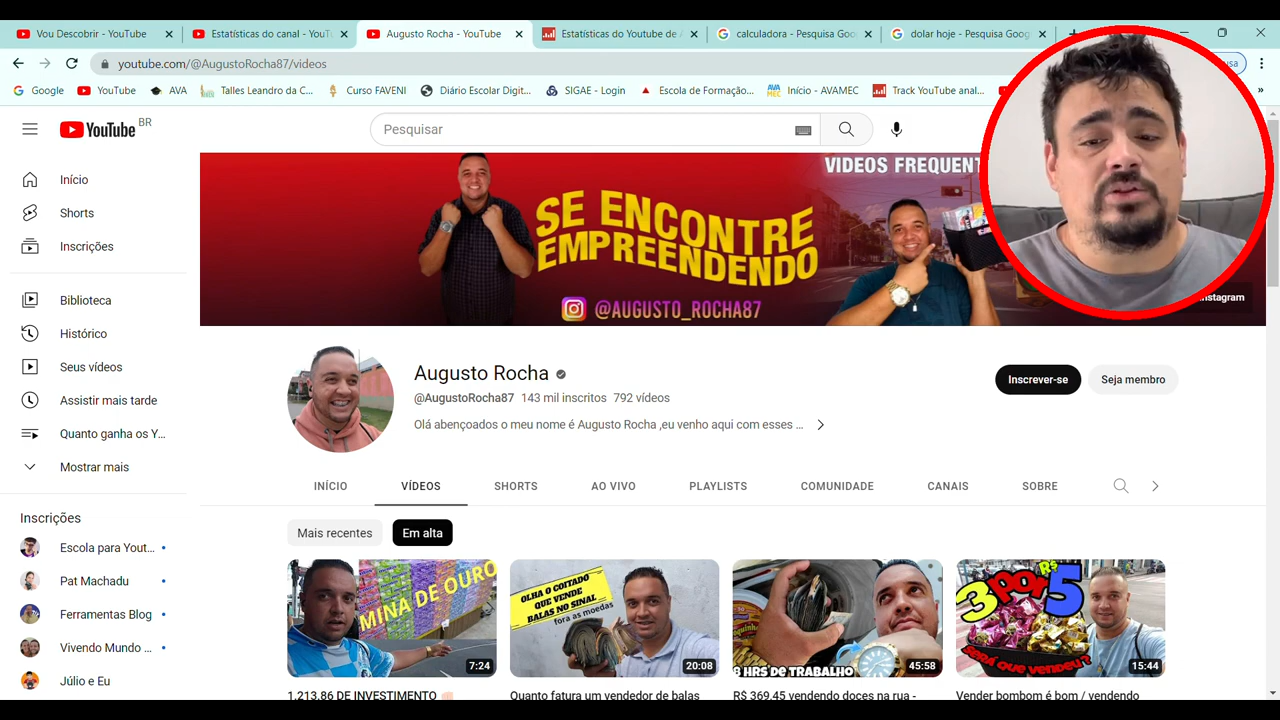 Vou Descobrir - YouTube
Estatísticas do canal - YouTu
Augusto Rocha - YouTube
Estatísticas do Youtube de A
calculadora - Pesquisa Goog
dolar hoje - Pesquisa Goog
youtube.com/@AugustoRocha87/videos
Google
YouTube
AVA
Talles Leandro da C...
Curso FAVENI
Diário Escolar Digit...
SIGAE - Login
Escola de Formação...
Início - AVAMEC
Track YouTube anal...
YouTube BR
Pesquisar
Início
Shorts
Inscrições
Biblioteca
Histórico
Seus vídeos
Assistir mais tarde
Quanto ganha os Y...
Mostrar mais
Inscrições
Escola para Yout...
Pat Machadu
Ferramentas Blog
Vivendo Mundo ...
Júlio e Eu
VIDEOS FREQUENT
SE ENCONTRE
EMPREENDENDO
@AUGUSTO_ROCHA87
Instagram
Augusto Rocha
@AugustoRocha87 143 mil inscritos 792 vídeos
Olá abençoados o meu nome é Augusto Rocha ,eu venho aqui com esses ...
Inscrever-se
Seja membro
INÍCIO
VÍDEOS
SHORTS
AO VIVO
PLAYLISTS
COMUNIDADE
CANAIS
SOBRE
Mais recentes
Em alta
MINA DE OURO
7:24
OLHA O COITADO
QUE VENDE
BALAS NO SINAL
fora as moedas
20:08
8 HRS DE TRABALHO
45:58
3 por R$ 5
SERÁ QUE VENDEU?
15:44
1.213,86 DE INVESTIMENTO
Quanto fatura um vendedor de balas
R$ 369,45 vendendo doces na rua -
Vender bombom é bom / vendendo